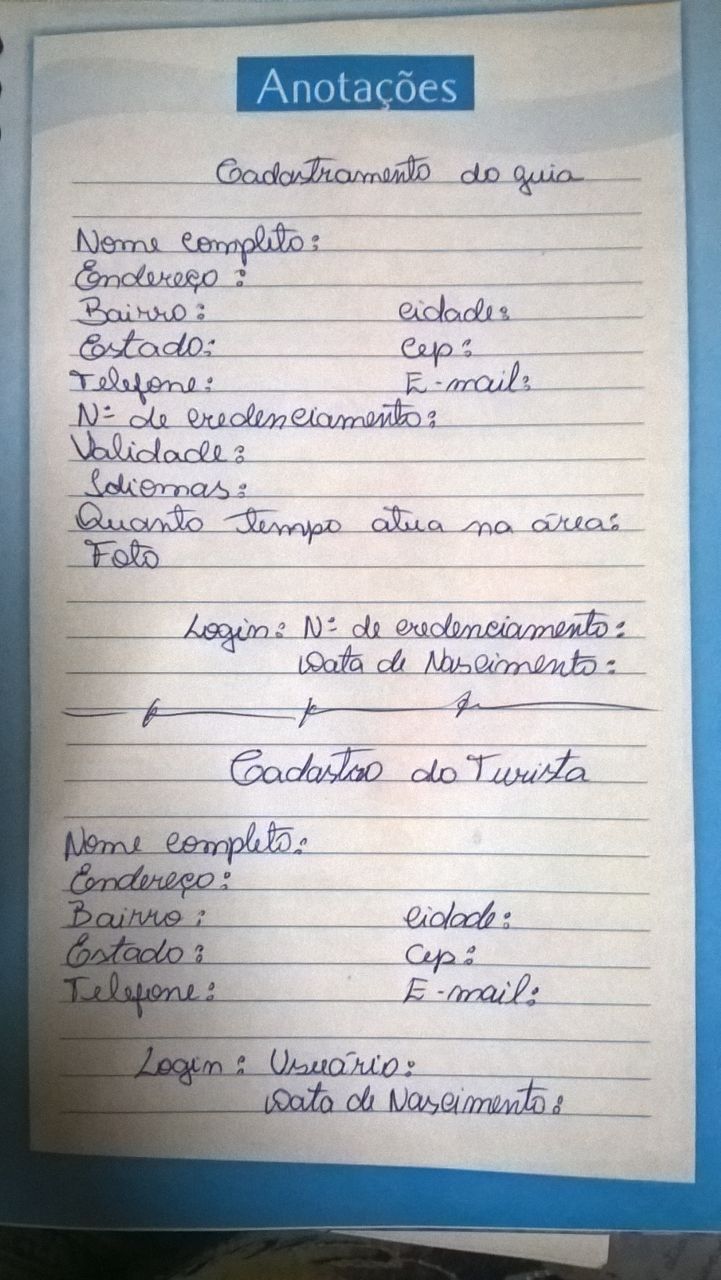 Anotações
Cadastramento do guia
Nome completo:
Endereço:
Bairro: cidade:
Estado: Cep:
Telefone: E-mail:
Nº de credenciamento:
Validade:
Idiomas:
Quanto tempo atua na área:
Foto
Login: Nº de credenciamento:
Data de Nascimento:
Cadastro do Turista
Nome completo:
Endereço:
Bairro: cidade:
Estado: Cep:
Telefone: E-mail:
Login: Usuário:
Data de Nascimento: